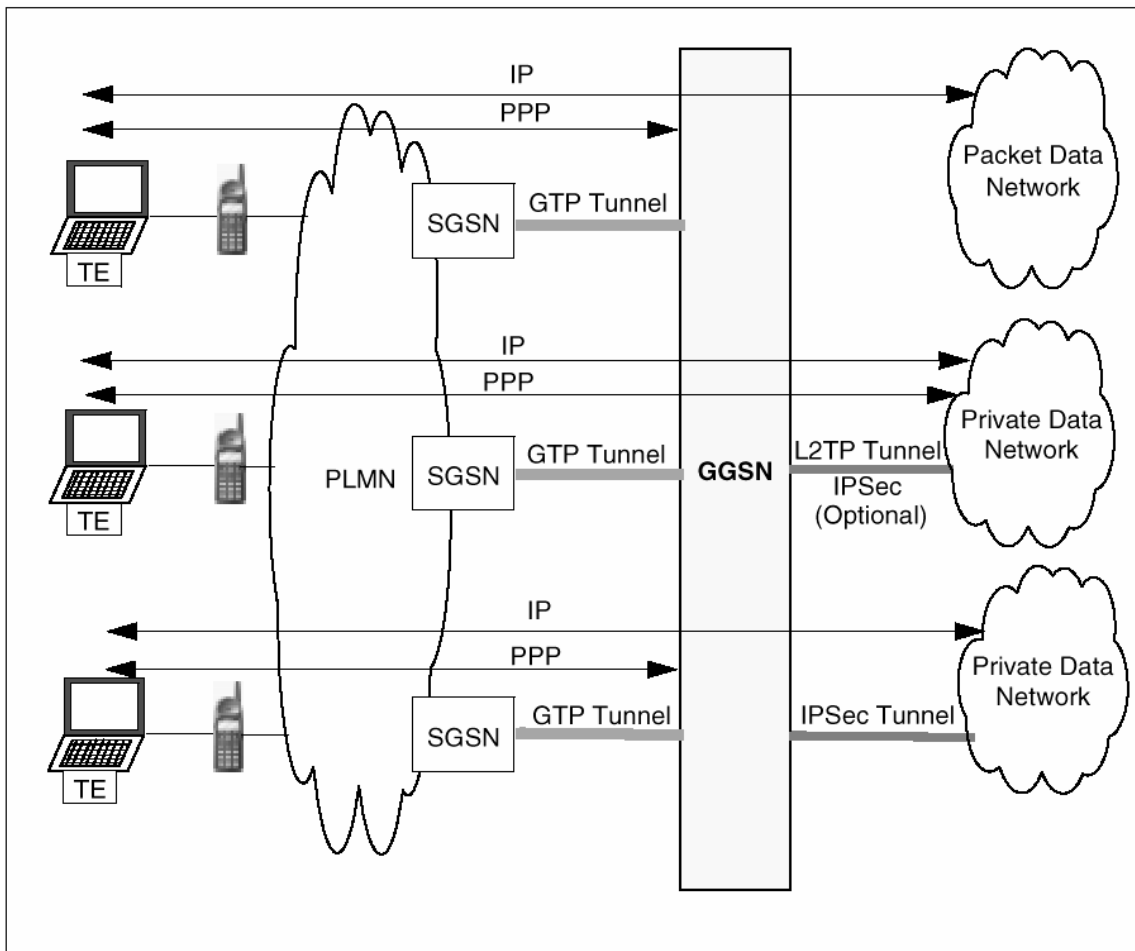 IP
PPP
Packet Data
Network
SGSN
GTP Tunnel
TE
IP
PPP
Private Data
Network
PLMN
SGSN
GTP Tunnel
GGSN
L2TP Tunnel
IPSec
(Optional)
TE
IP
PPP
Private Data
Network
SGSN
GTP Tunnel
IPSec Tunnel
TE